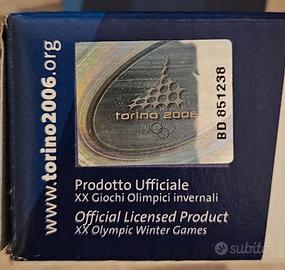 www.torino2006.org
torino 2006
BD 851238
Prodotto Ufficiale
XX Giochi Olimpici invernali
Official Licensed Product
XX Olympic Winter Games
subito